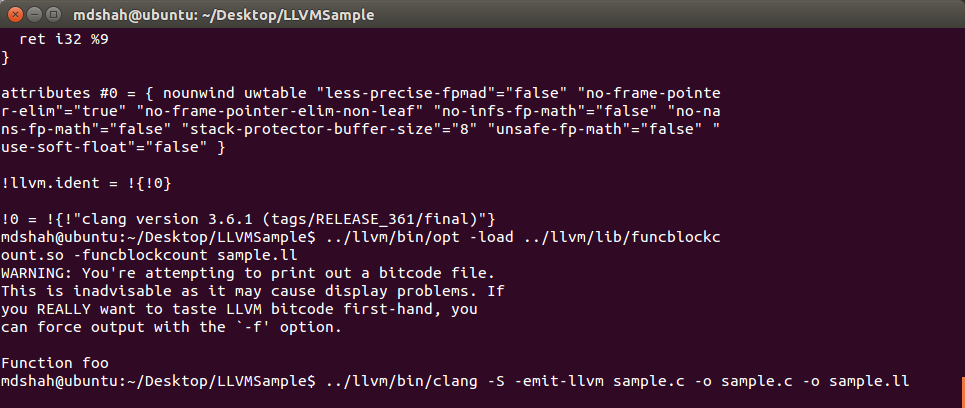 mdshah@ubuntu: ~/Desktop/LLVMSample
  ret i32 %9
}
attributes #0 = { nounwind uwtable "less-precise-fpmad"="false" "no-frame-pointe
r-elim"="true" "no-frame-pointer-elim-non-leaf" "no-infs-fp-math"="false" "no-na
ns-fp-math"="false" "stack-protector-buffer-size"="8" "unsafe-fp-math"="false" "
use-soft-float"="false" }
!llvm.ident = !{!0}
!0 = !{!"clang version 3.6.1 (tags/RELEASE_361/final)"}
mdshah@ubuntu:~/Desktop/LLVMSample$ ../llvm/bin/opt -load ../llvm/lib/funcblockc
ount.so -funcblockcount sample.ll
WARNING: You're attempting to print out a bitcode file.
This is inadvisable as it may cause display problems. If
you REALLY want to taste LLVM bitcode first-hand, you
can force output with the `-f' option.
Function foo
mdshah@ubuntu:~/Desktop/LLVMSample$ ../llvm/bin/clang -S -emit-llvm sample.c -o sample.c -o sample.ll